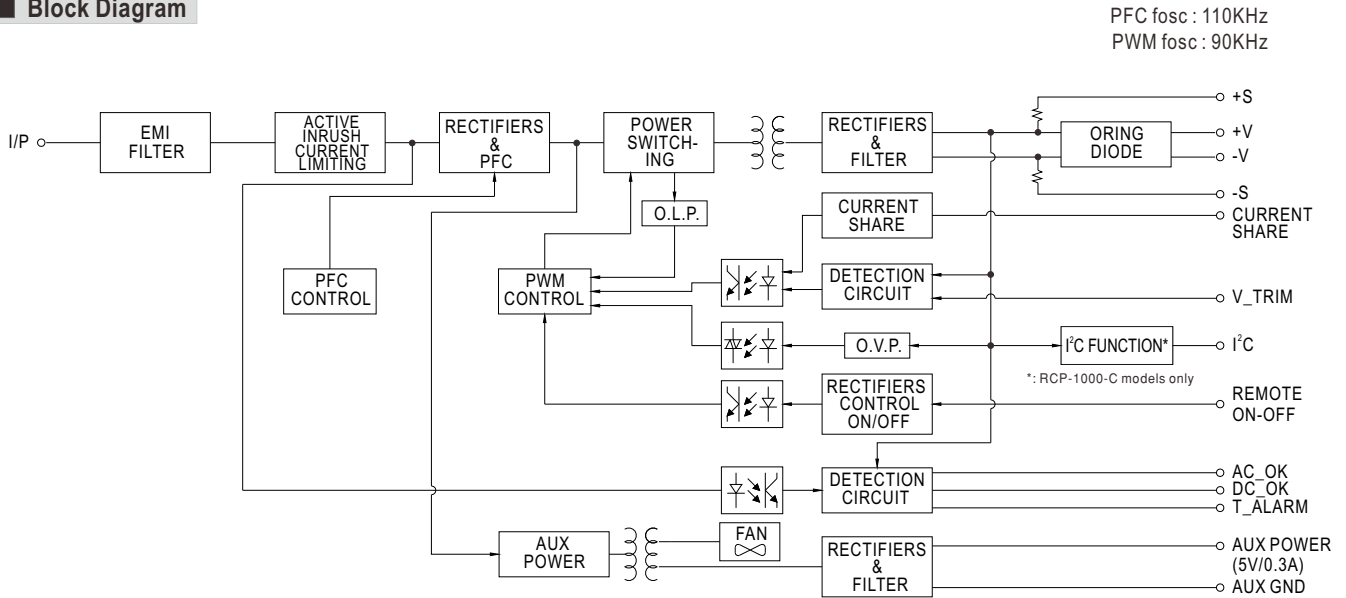 Block Diagram
PFC fosc : 110KHz
PWM fosc : 90KHz
I/P
EMI
FILTER
ACTIVE
INRUSH
CURRENT
LIMITING
RECTIFIERS
&
PFC
POWER
SWITCH-
ING
RECTIFIERS
&
FILTER
ORING
DIODE
+S
+V
-V
-S
O.L.P.
CURRENT
SHARE
CURRENT
SHARE
PFC
CONTROL
PWM
CONTROL
DETECTION
CIRCUIT
V_TRIM
O.V.P.
I²C FUNCTION*
I²C
*: RCP-1000-C models only
RECTIFIERS
CONTROL
ON/OFF
REMOTE
ON-OFF
DETECTION
CIRCUIT
AC_OK
DC_OK
T_ALARM
AUX
POWER
FAN
RECTIFIERS
&
FILTER
AUX POWER
(5V/0.3A)
AUX GND